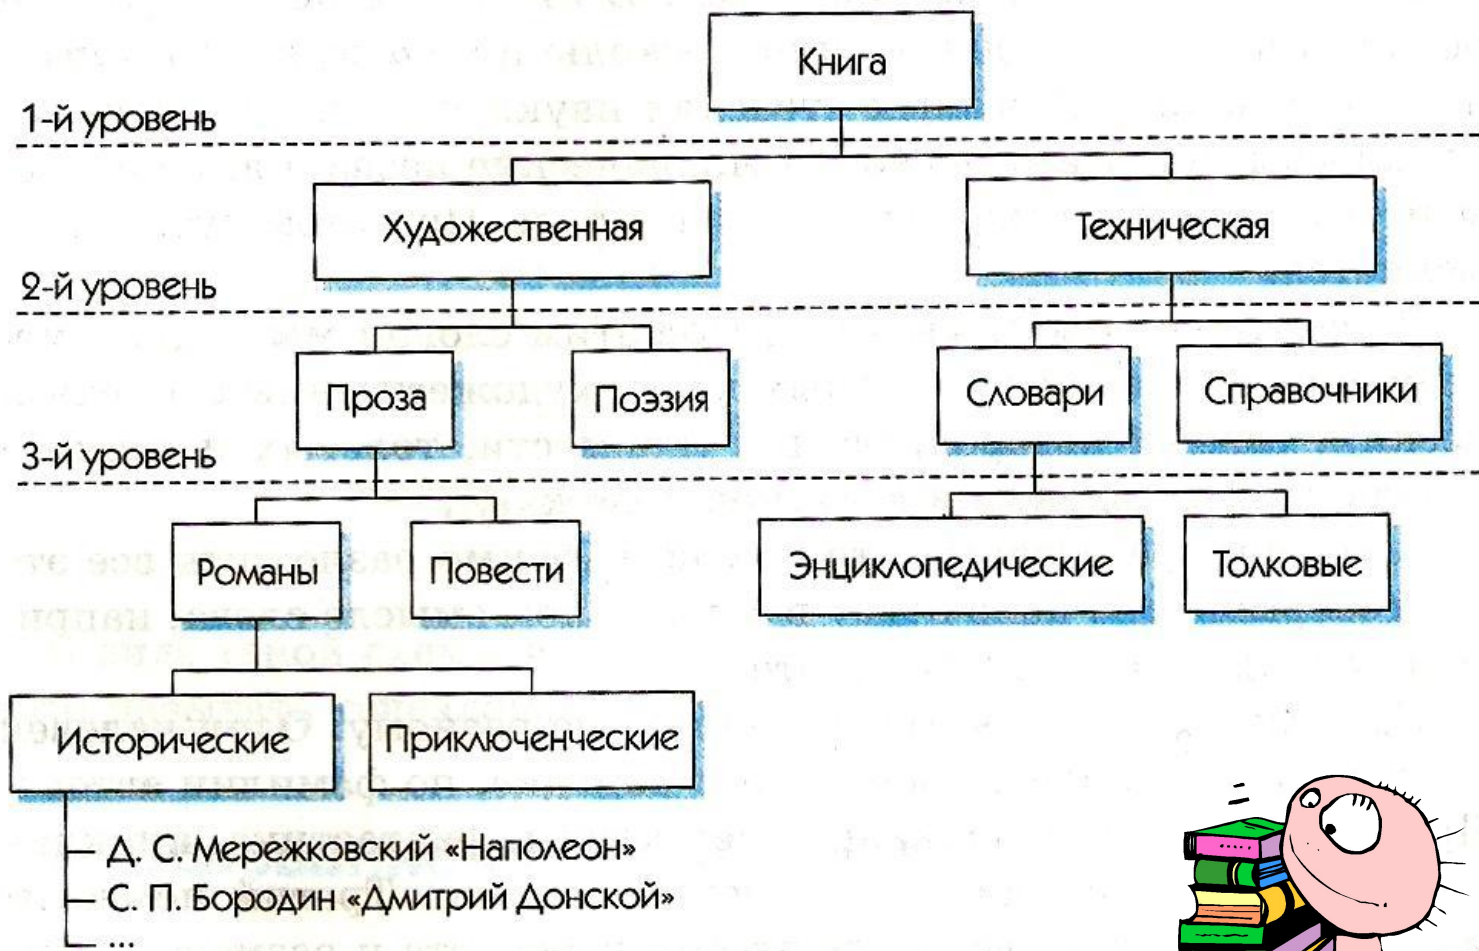 Книга
1-й уровень
Художественная
Техническая
2-й уровень
Проза
Поэзия
Словари
Справочники
3-й уровень
Романы
Повести
Энциклопедические
Толковые
Исторические
Приключенческие
Д. С. Мережковский «Наполеон»
С. П. Бородин «Дмитрий Донской»
...